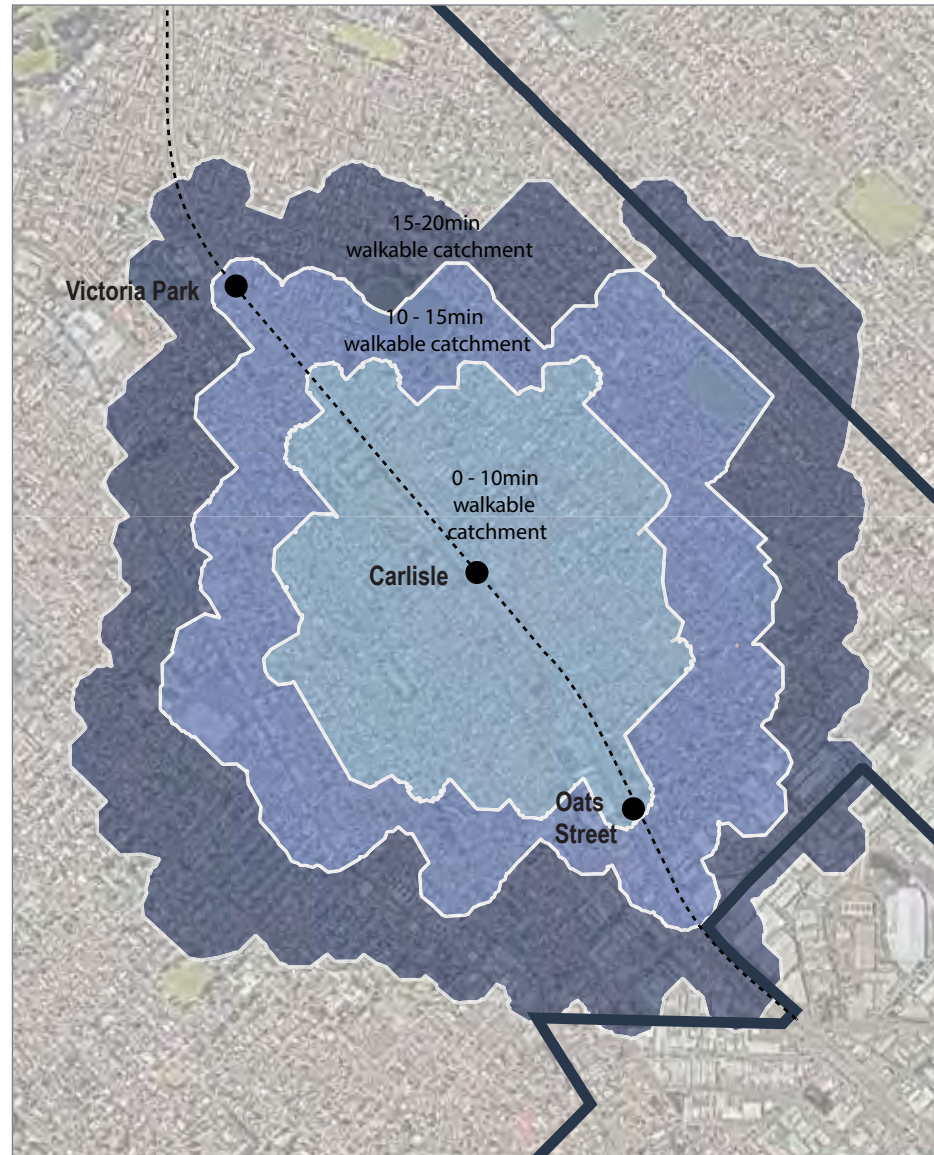 15-20min
walkable catchment
Victoria Park
10 - 15min
walkable catchment
0 - 10min
walkable
catchment
Carlisle
Oats
Street